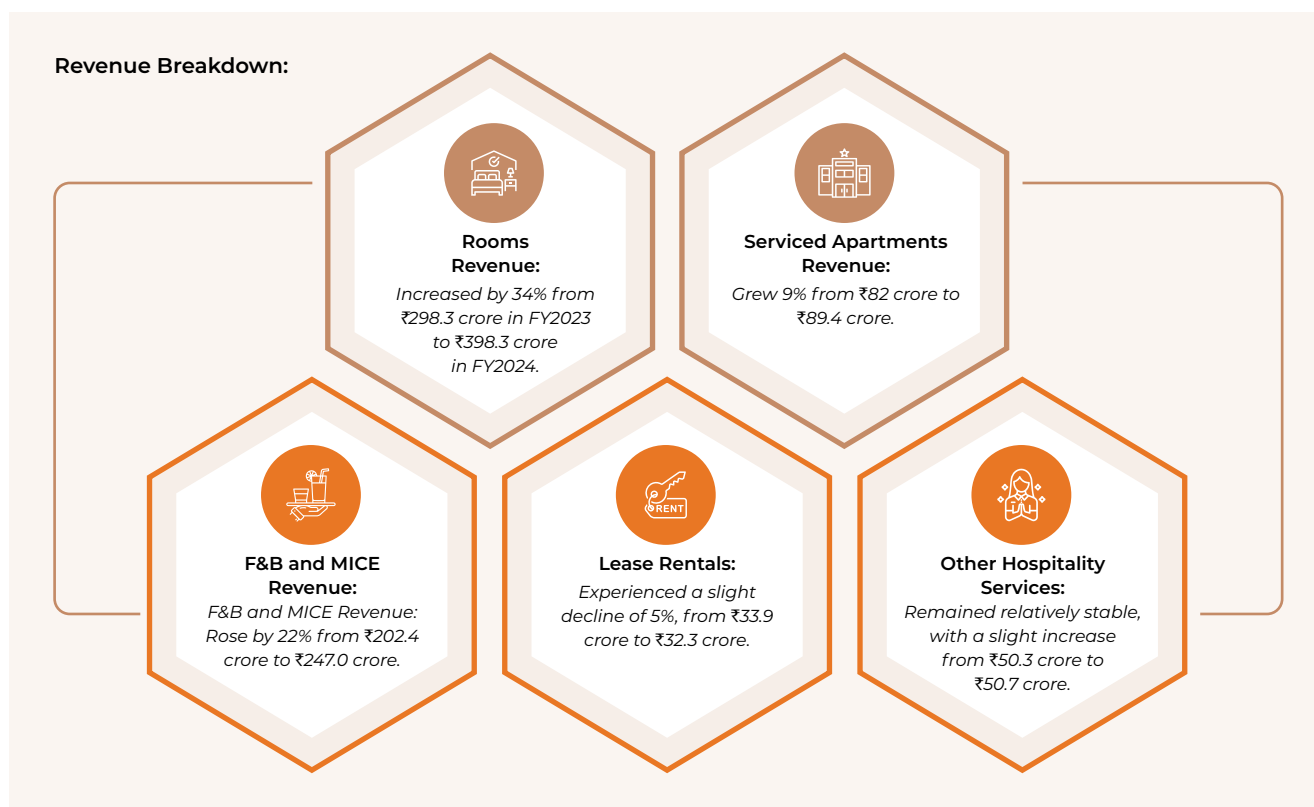 Revenue Breakdown:
Rooms
Revenue:
Increased by 34% from
₹298.3 crore in FY2023
to ₹398.3 crore
in FY2024.
Serviced Apartments
Revenue:
Grew 9% from ₹82 crore to
₹89.4 crore.
F&B and MICE
Revenue:
F&B and MICE Revenue:
Rose by 22% from ₹202.4
crore to ₹247.0 crore.
RENT
Lease Rentals:
Experienced a slight
decline of 5%, from ₹33.9
crore to ₹32.3 crore.
Other Hospitality
Services:
Remained relatively stable,
with a slight increase
from ₹50.3 crore to
₹50.7 crore.